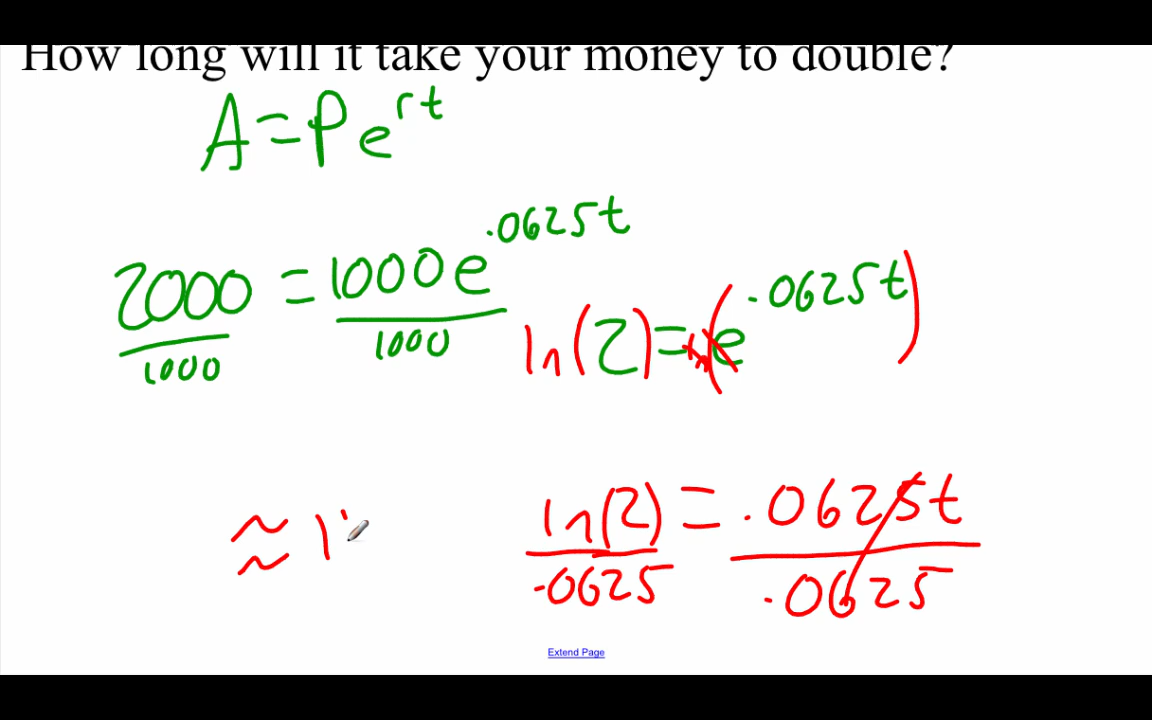 How long will it take your money to double?
A = Pe^rt
2000 = 1000e^.0625t
1000 1000
ln(2) = ln(e^.0625t)
ln(2) = .0625t
.0625 .0625
≈ 1
Extend Page